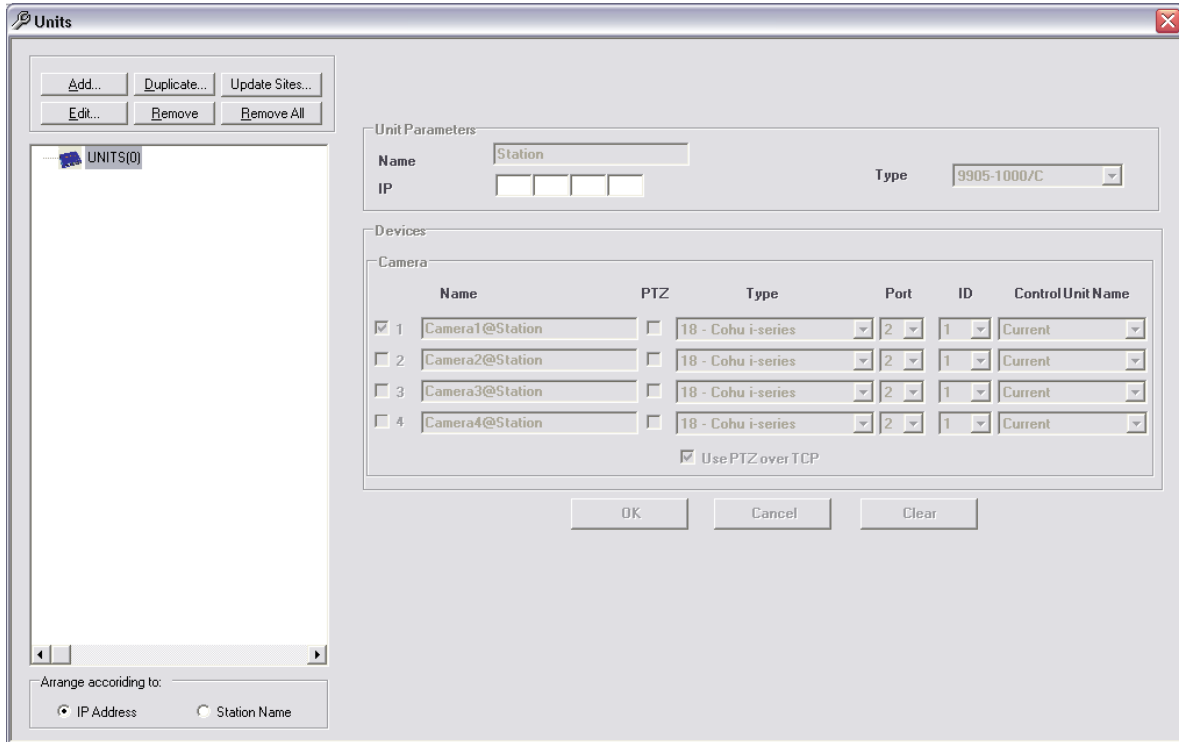 Units
Add... Duplicate... Update Sites...
Edit... Remove Remove All
UNITS(0)
Arrange accoriding to:
IP Address Station Name
Unit Parameters
Name Station
IP
Type 9905-1000/C
Devices
Camera
Name PTZ Type Port ID Control Unit Name
1 Camera1@Station 18 - Cohu i-series 2 1 Current
2 Camera2@Station 18 - Cohu i-series 2 1 Current
3 Camera3@Station 18 - Cohu i-series 2 1 Current
4 Camera4@Station 18 - Cohu i-series 2 1 Current
Use PTZ over TCP
OK Cancel Clear